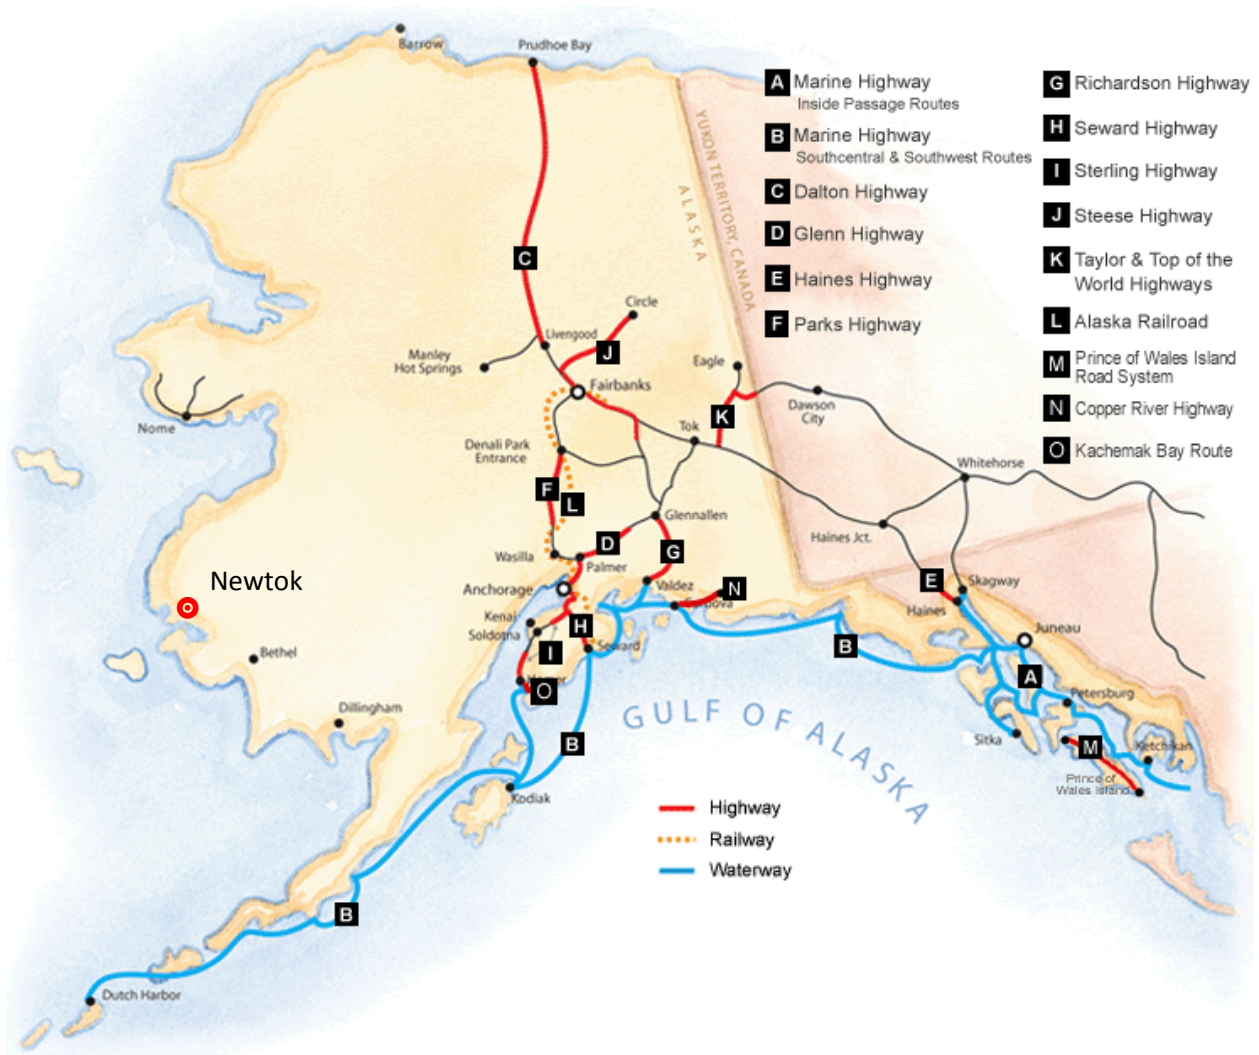 Barrow
Prudhoe Bay
A Marine Highway
Inside Passage Routes
B Marine Highway
Southcentral & Southwest Routes
C Dalton Highway
D Glenn Highway
E Haines Highway
F Parks Highway
G Richardson Highway
H Seward Highway
I Sterling Highway
J Steese Highway
K Taylor & Top of the
World Highways
L Alaska Railroad
M Prince of Wales Island
Road System
N Copper River Highway
O Kachemak Bay Route
YUKON TERRITORY, CANADA
ALASKA
C
Circle
Livengood
J
Manley
Hot Springs
Eagle
Fairbanks
K
Dawson
City
Nome
Tok
Denali Park
Entrance
Whitehorse
F
L
Glennallen
Haines Jct.
D
G
Wasilla
Palmer
Newtok
Anchorage
Valdez
N
Cordova
E
Skagway
Haines
Kenai
Soldotna
H
Juneau
Seward
I
B
Bethel
Homer
O
A
Petersburg
Dillingham
GULF OF ALASKA
Sitka
B
M
Ketchikan
Prince of
Wales Island
Kodiak
Highway
Railway
Waterway
B
Dutch Harbor